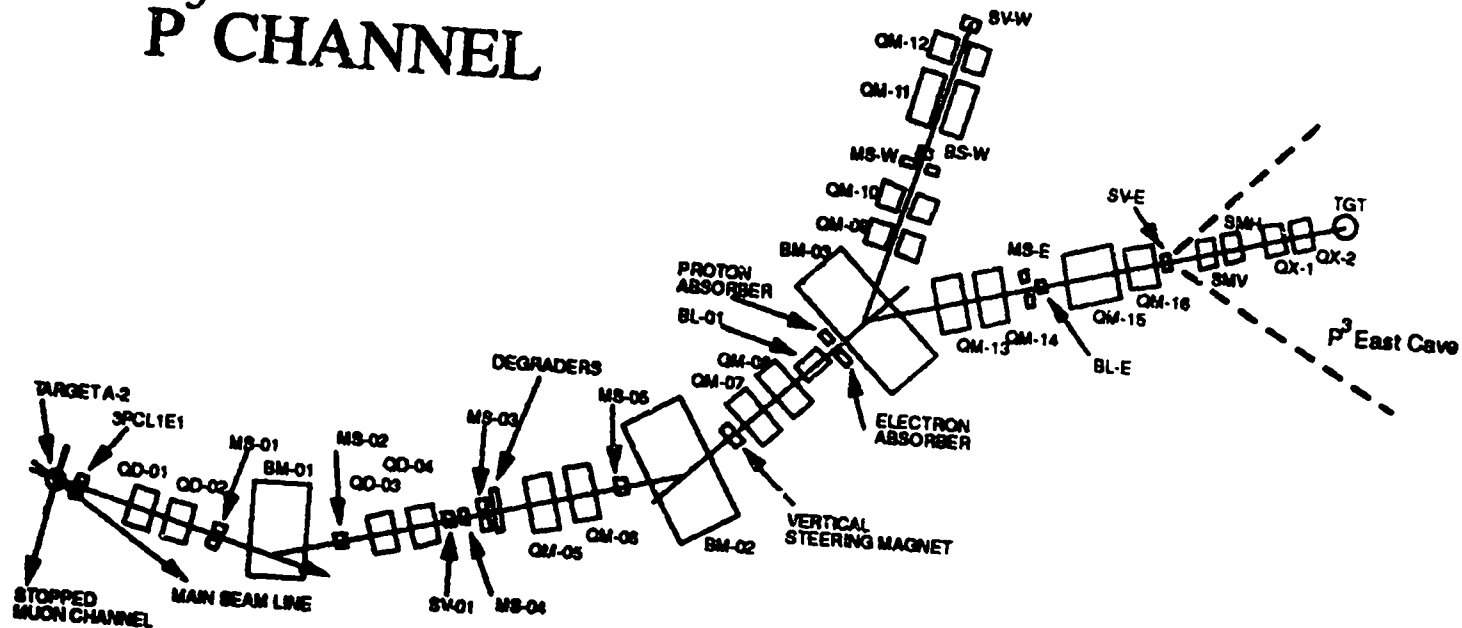 P CHANNEL
SV-W
QM-12
QM-11
MS-W
BS-W
QM-10
QM-09
BM-03
SV-E
TGT
SMH
MS-E
PROTON
ABSORBER
BL-01
QX-2
QX-1
SMV
QM-16
QM-15
QM-14
QM-13
P3 East Cave
BL-E
QM-08
QM-07
DEGRADERS
ELECTRON
ABSORBER
TARGET A-2
3PCL1E1
MS-01
MS-02
MS-03
MS-05
QD-01
QD-02
BM-01
QD-04
QD-03
VERTICAL
STEERING MAGNET
QM-06
QM-05
BM-02
STOPPED
MUON CHANNEL
MAIN BEAM LINE
SV-01
MS-04